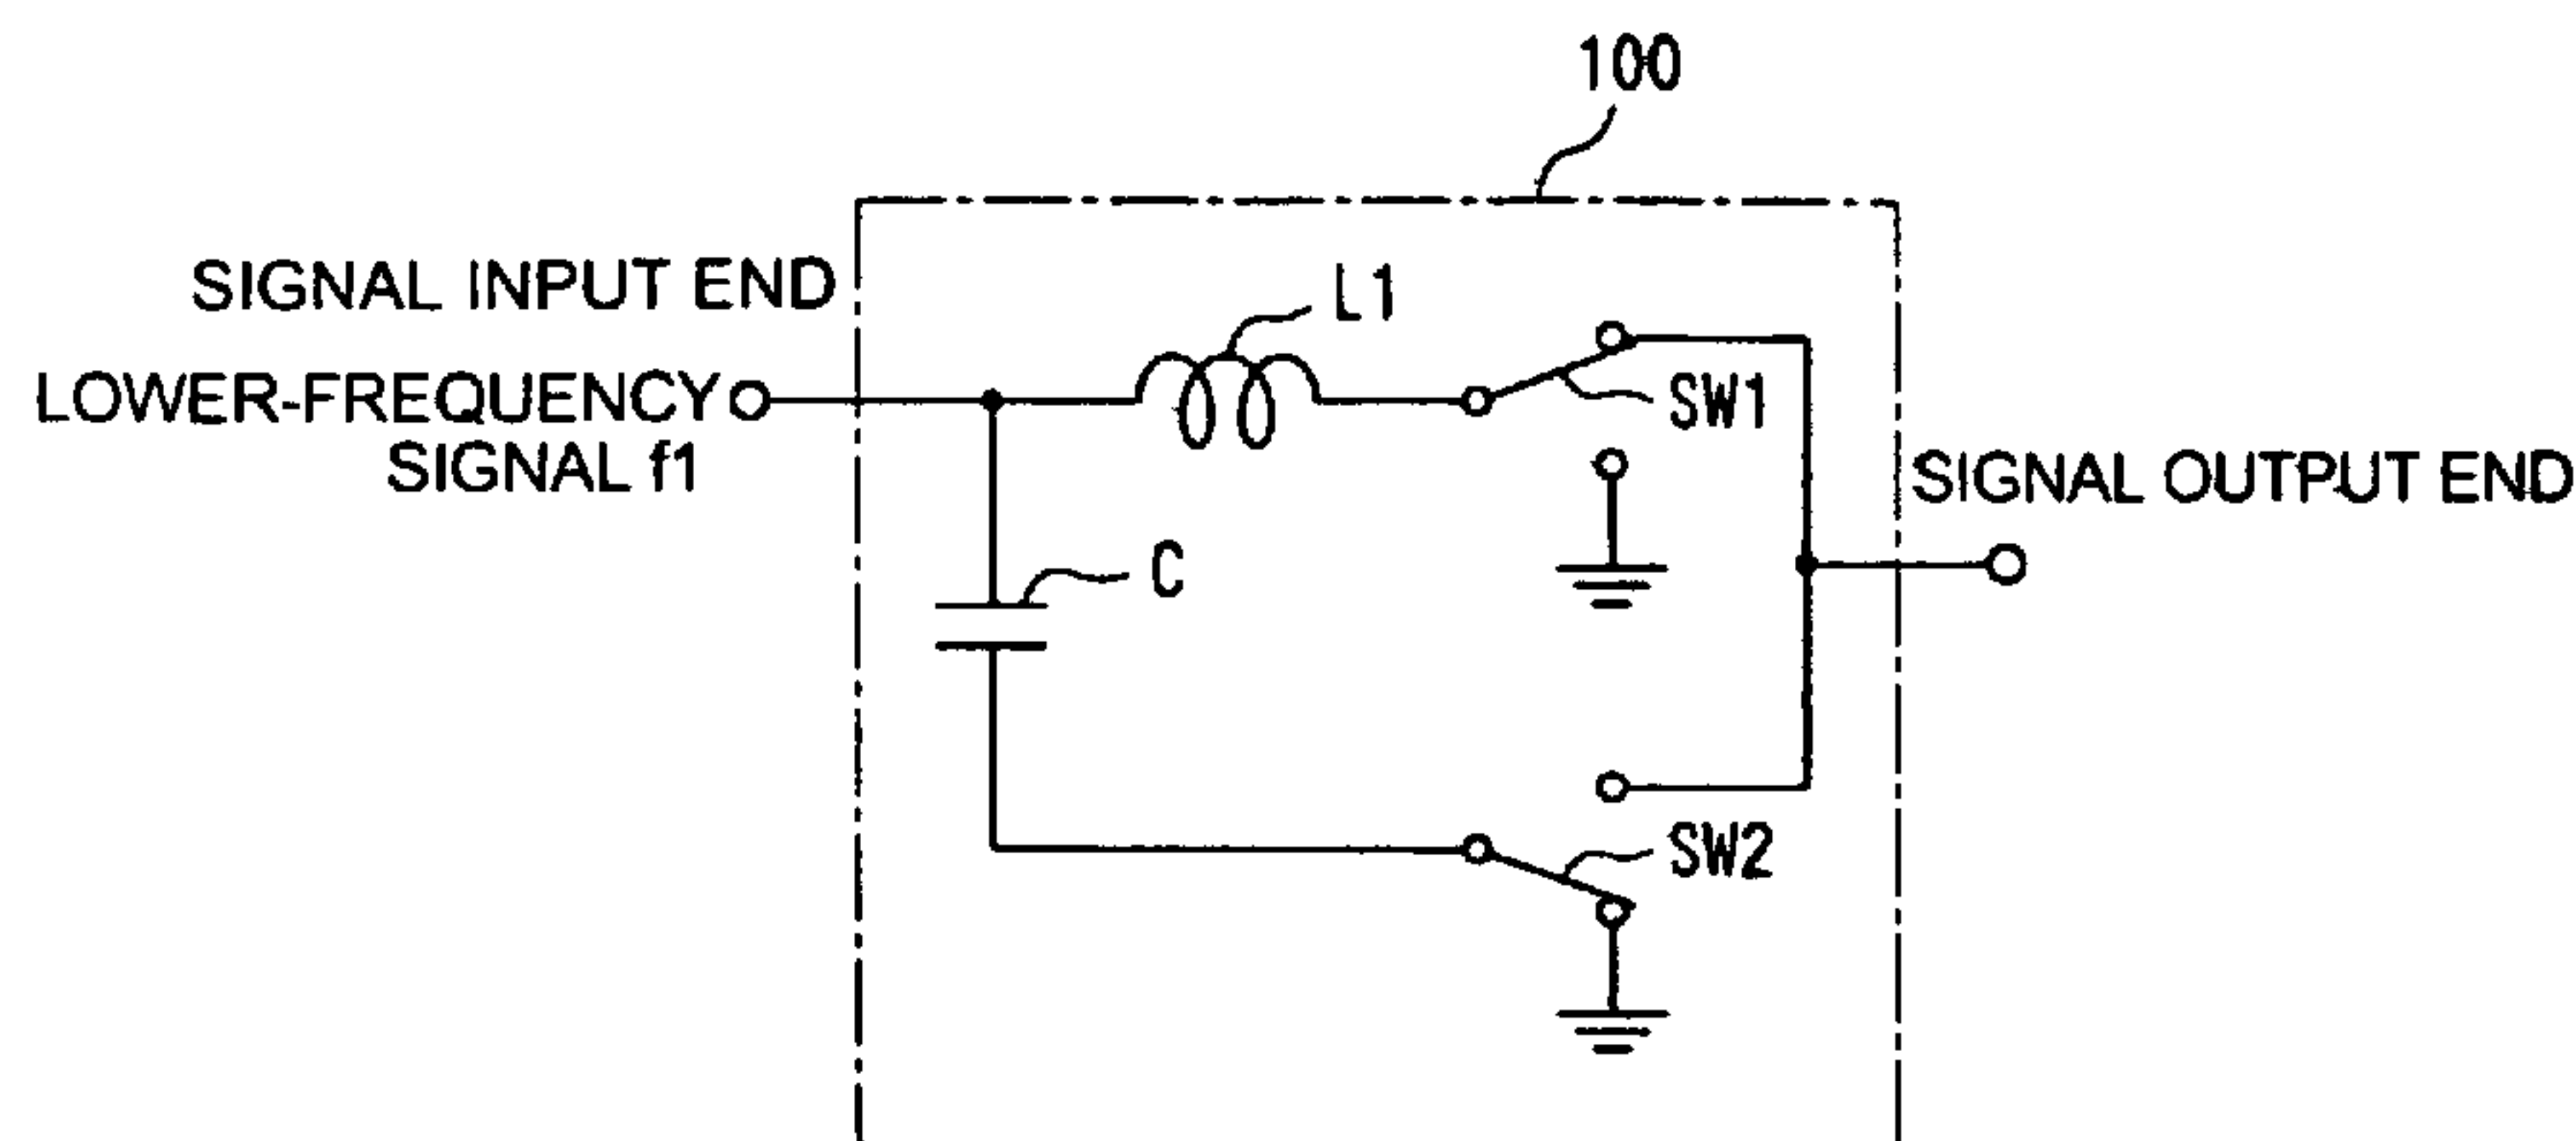 100
SIGNAL INPUT END
L1
LOWER-FREQUENCY
SIGNAL f1
SW1
SIGNAL OUTPUT END
C
SW2